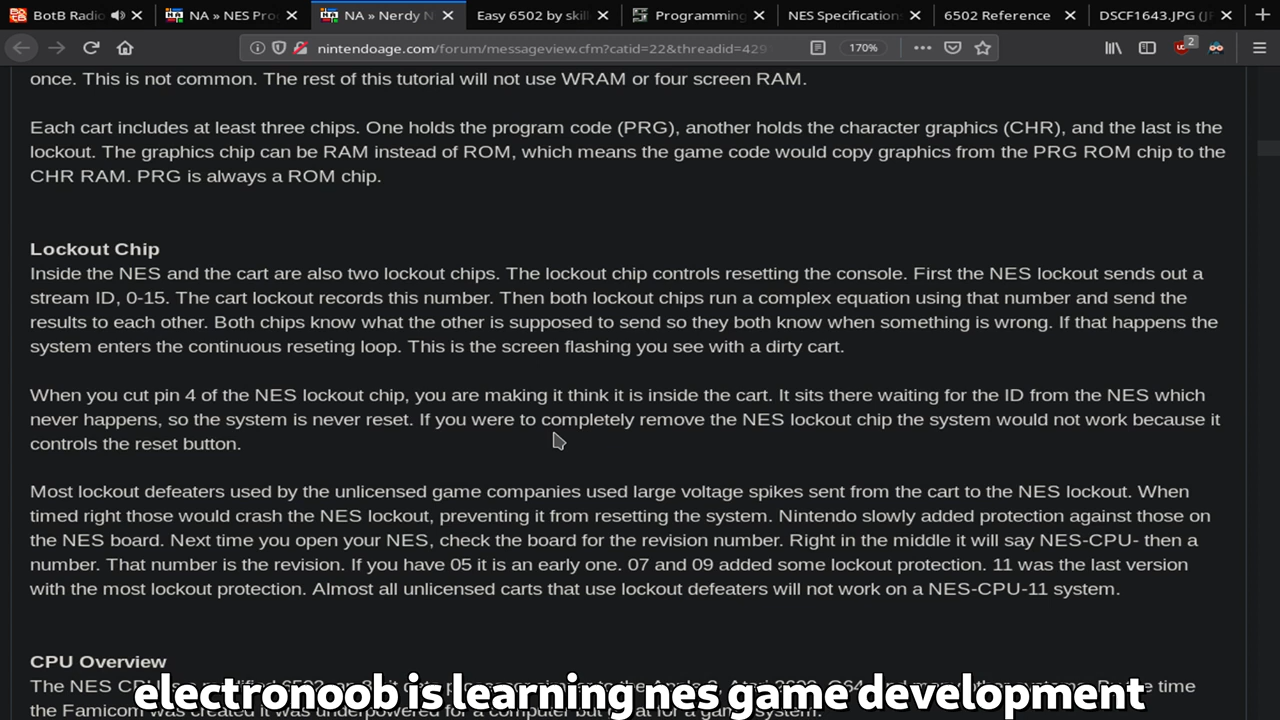 BotB Radio
NA » NES Pro
NA » Nerdy N
Easy 6502 by skil
Programming
NES Specification
6502 Reference
DSCF1643.JPG (JP
nintendoage.com/forum/messageview.cfm?catid=22&threadid=429
170%
2
once. This is not common. The rest of this tutorial will not use WRAM or four screen RAM.
Each cart includes at least three chips. One holds the program code (PRG), another holds the character graphics (CHR), and the last is the
lockout. The graphics chip can be RAM instead of ROM, which means the game code would copy graphics from the PRG ROM chip to the
CHR RAM. PRG is always a ROM chip.
Lockout Chip
Inside the NES and the cart are also two lockout chips. The lockout chip controls resetting the console. First the NES lockout sends out a
stream ID, 0-15. The cart lockout records this number. Then both lockout chips run a complex equation using that number and send the
results to each other. Both chips know what the other is supposed to send so they both know when something is wrong. If that happens the
system enters the continuous reseting loop. This is the screen flashing you see with a dirty cart.
When you cut pin 4 of the NES lockout chip, you are making it think it is inside the cart. It sits there waiting for the ID from the NES which
never happens, so the system is never reset. If you were to completely remove the NES lockout chip the system would not work because it
controls the reset button.
Most lockout defeaters used by the unlicensed game companies used large voltage spikes sent from the cart to the NES lockout. When
timed right those would crash the NES lockout, preventing it from resetting the system. Nintendo slowly added protection against those on
the NES board. Next time you open your NES, check the board for the revision number. Right in the middle it will say NES-CPU- then a
number. That number is the revision. If you have 05 it is an early one. 07 and 09 added some lockout protection. 11 was the last version
with the most lockout protection. Almost all unlicensed carts that use lockout defeaters will not work on a NES-CPU-11 system.
CPU Overview
The NES CPU time
the Famicom
electronoob is learning nes game development